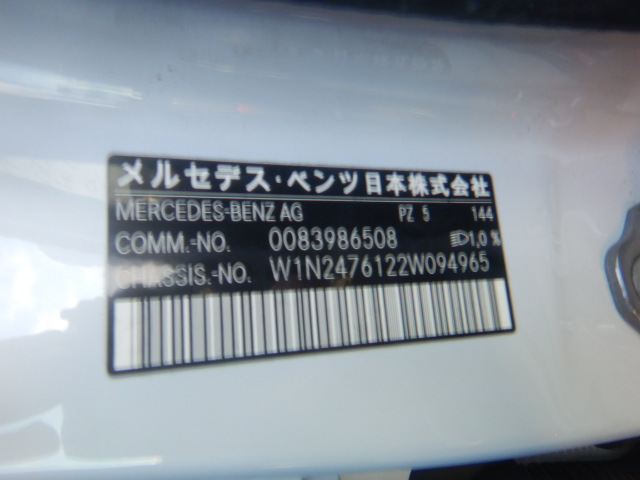 メルセデス・ベンツ日本株式会社
MERCEDES-BENZ AG PZ 5 144
COMM.-NO. 0083986508 1,0 %
CHASSIS.-NO. W1N2476122W094965